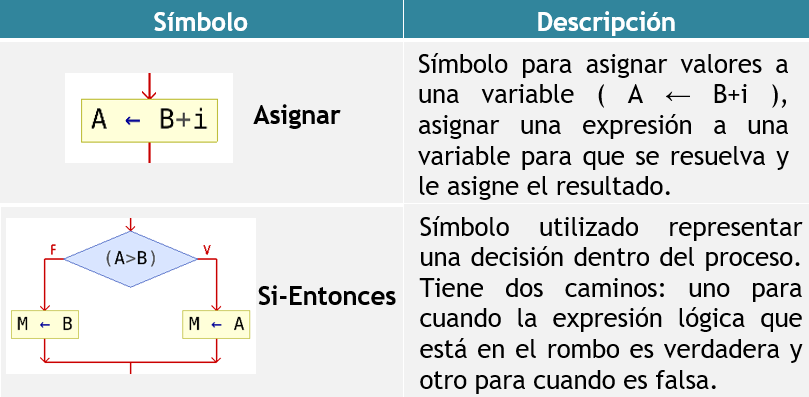 Símbolo
Descripción
A ← B+i
Asignar
Símbolo para asignar valores a
una variable ( A ← B+i ),
asignar una expresión a una
variable para que se resuelva y
le asigne el resultado.
F
(A>B)
V
M ← B
M ← A
Si-Entonces
Símbolo utilizado representar
una decisión dentro del proceso.
Tiene dos caminos: uno para
cuando la expresión lógica que
está en el rombo es verdadera y
otro para cuando es falsa.